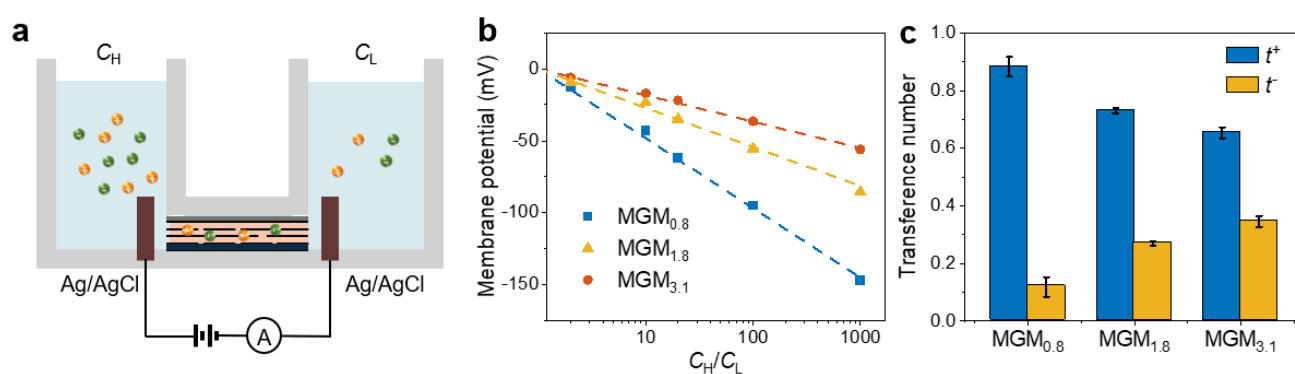 a
C_H
C_L
Ag/AgCl
Ag/AgCl
A
b
Membrane potential (mV)
0
-50
-100
-150
MGM_0.8
MGM_1.8
MGM_3.1
10
100
1000
C_H/C_L
c
Transference number
1.0
0.8
0.6
0.4
0.2
0.0
t^+
t^-
MGM_0.8
MGM_1.8
MGM_3.1